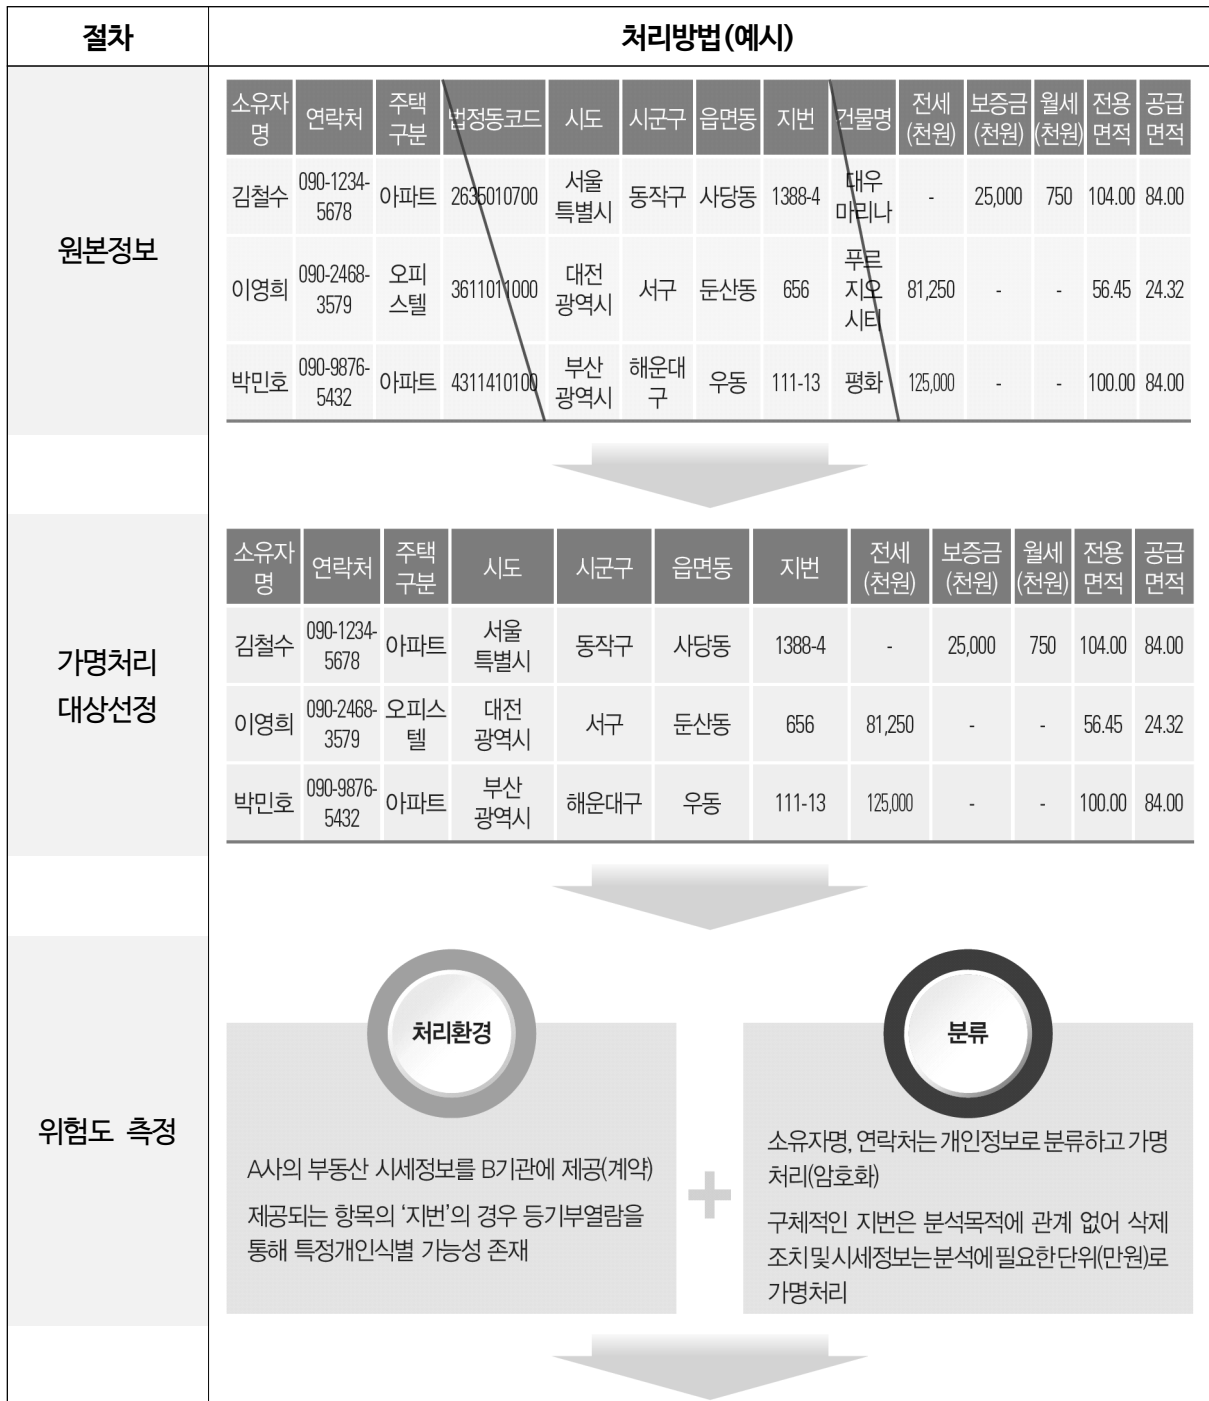 절차 처리방법(예시)
원본정보
소유자명 연락처 주택구분 법정동코드 시도 시군구 읍면동 지번 건물명 전세(천원) 보증금(천원) 월세(천원) 전용면적 공급면적
김철수 090-1234-5678 아파트 2635010700 서울특별시 동작구 사당동 1388-4 대우마리나 - 25,000 750 104.00 84.00
이영희 090-2468-3579 오피스텔 3611011000 대전광역시 서구 둔산동 656 푸르지오시티 81,250 - - 56.45 24.32
박민호 090-9876-5432 아파트 4311410100 부산광역시 해운대구 우동 111-13 평화 125,000 - - 100.00 84.00
가명처리
대상선정
소유자명 연락처 주택구분 시도 시군구 읍면동 지번 전세(천원) 보증금(천원) 월세(천원) 전용면적 공급면적
김철수 090-1234-5678 아파트 서울특별시 동작구 사당동 1388-4 - 25,000 750 104.00 84.00
이영희 090-2468-3579 오피스텔 대전광역시 서구 둔산동 656 81,250 - - 56.45 24.32
박민호 090-9876-5432 아파트 부산광역시 해운대구 우동 111-13 125,000 - - 100.00 84.00
위험도 측정
처리환경
A사의 부동산 시세정보를 B기관에 제공(계약)
제공되는 항목의 '지번'의 경우 등기부열람을
통해 특정개인식별 가능성 존재
+
분류
소유자명, 연락처는 개인정보로 분류하고 가명
처리(암호화)
구체적인 지번은 분석목적에 관계 없어 삭제
조치 및 시세정보는 분석에 필요한 단위(만원)로
가명처리